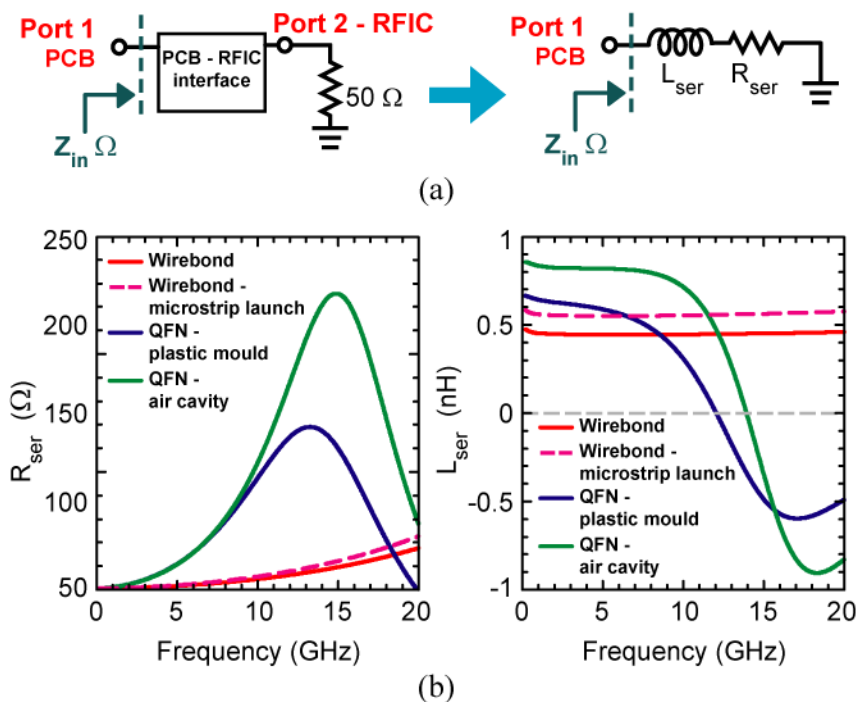 Port 1
PCB
PCB - RFIC
interface
Port 2 - RFIC
50 Ω
Z_in Ω
Port 1
PCB
L_ser
R_ser
Z_in Ω
(a)
250
200
150
100
50
R_ser (Ω)
Wirebond
Wirebond -
microstrip launch
QFN -
plastic mould
QFN -
air cavity
0 5 10 15 20
Frequency (GHz)
1
0.5
0
-0.5
-1
L_ser (nH)
Wirebond
Wirebond -
microstrip launch
QFN -
plastic mould
QFN -
air cavity
0 5 10 15 20
Frequency (GHz)
(b)